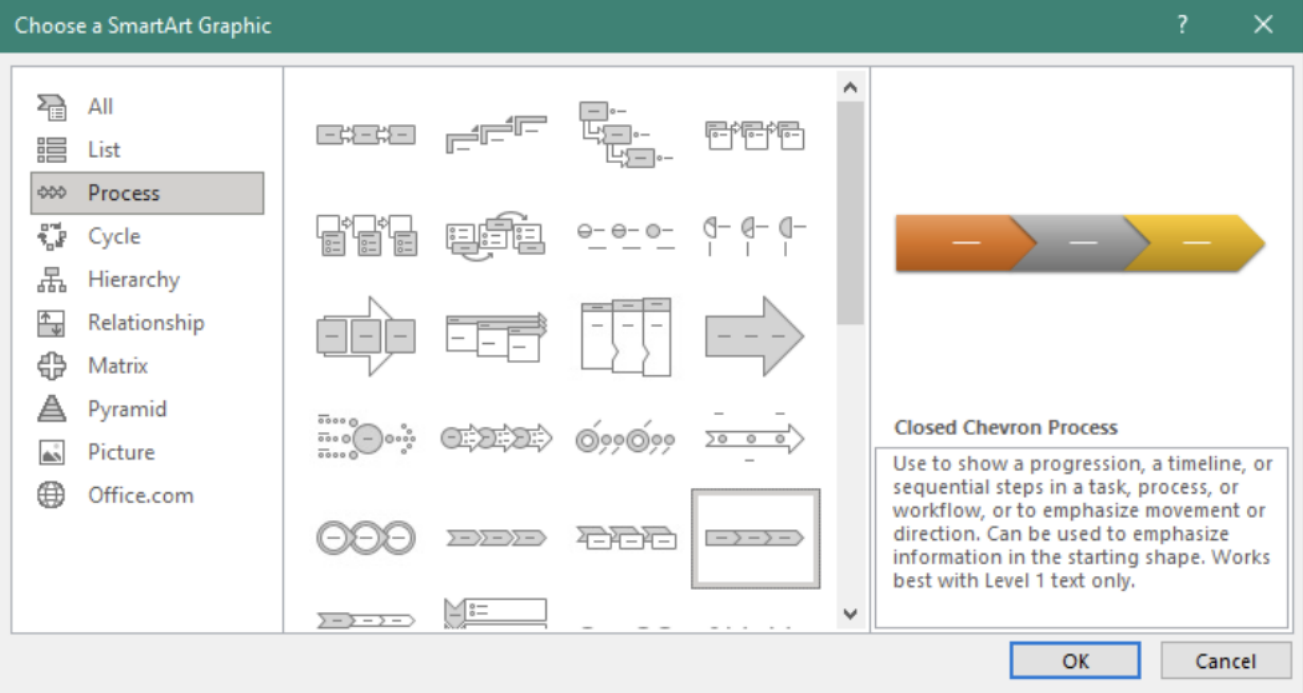 Choose a SmartArt Graphic
?
All
List
Process
Cycle
Hierarchy
Relationship
Matrix
Pyramid
Picture
Office.com
Closed Chevron Process
Use to show a progression, a timeline, or
sequential steps in a task, process, or
workflow, or to emphasize movement or
direction. Can be used to emphasize
information in the starting shape. Works
best with Level 1 text only.
OK
Cancel